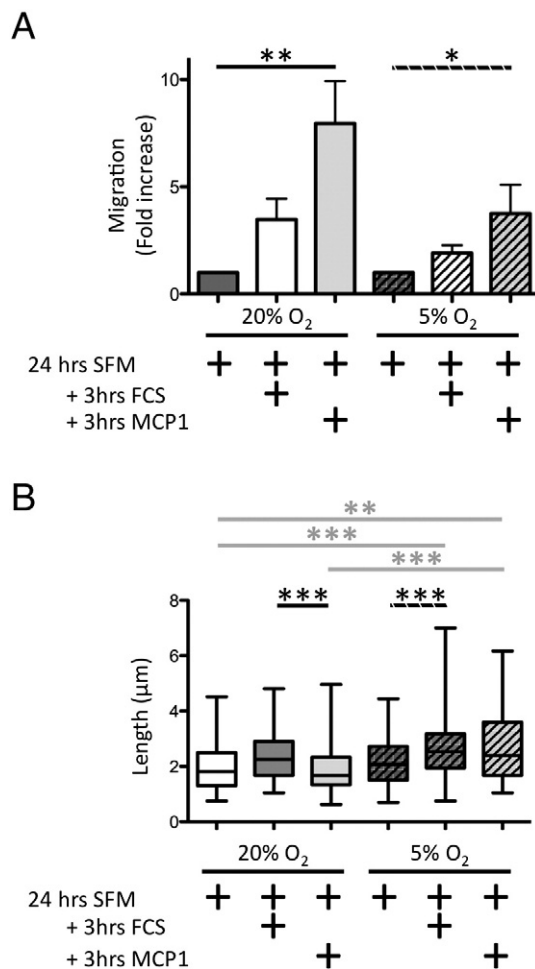 A
** *
10
5
0
Migration
(Fold increase)
20% O₂ 5% O₂
24 hrs SFM + + + + + +
+ 3hrs FCS + +
+ 3hrs MCP1 + +
B
**
***
***
*** ***
8
6
4
2
0
Length (μm)
20% O₂ 5% O₂
24 hrs SFM + + + + + +
+ 3hrs FCS + +
+ 3hrs MCP1 + +